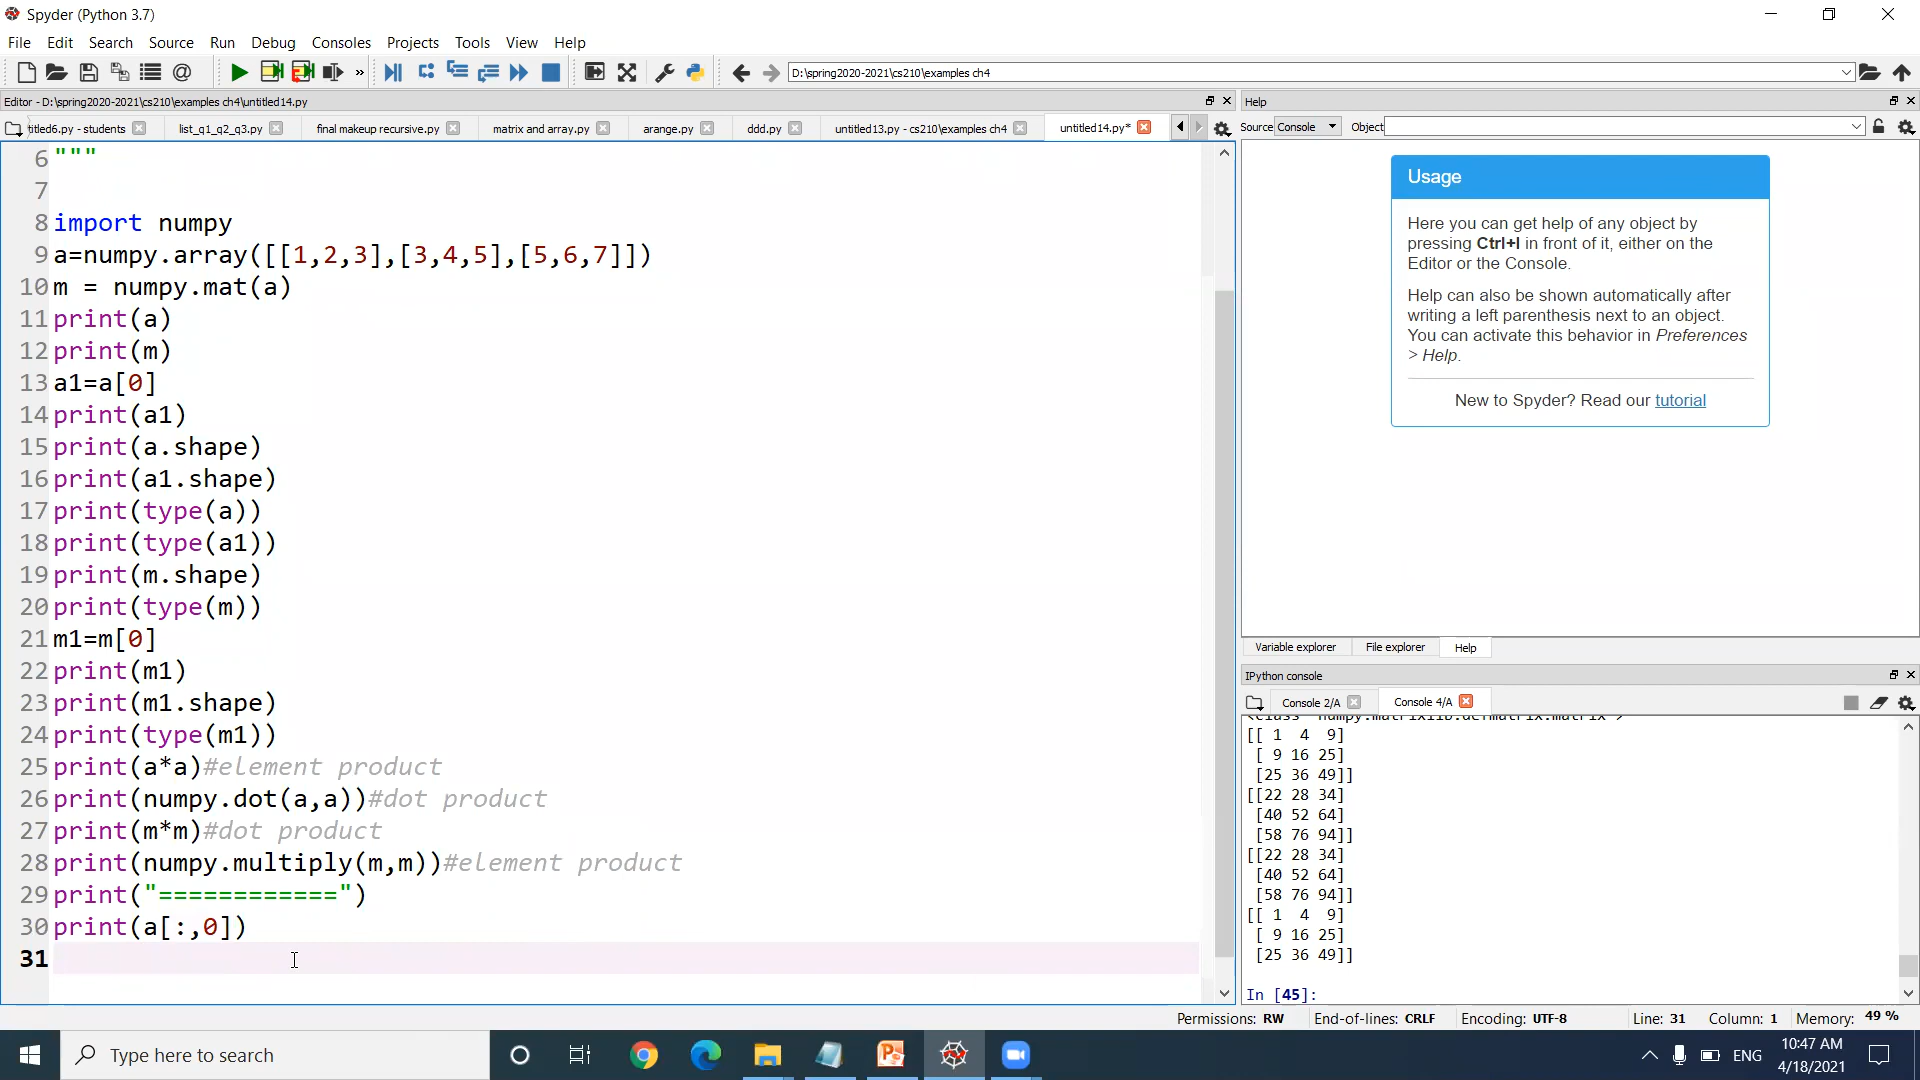 Spyder (Python 3.7)
File Edit Search Source Run Debug Consoles Projects Tools View Help
D:\spring2020-2021\cs210\examples ch4
Editor - D:\spring2020-2021\cs210\examples ch4\untitled14.py
titled6.py - students list_q1_q2_q3.py final makeup recursive.py matrix and array.py arange.py ddd.py untitled13.py - cs210\examples ch4 untitled14.py*
6 """
7
8 import numpy
9 a=numpy.array([[1,2,3],[3,4,5],[5,6,7]])
10 m = numpy.mat(a)
11 print(a)
12 print(m)
13 a1=a[0]
14 print(a1)
15 print(a.shape)
16 print(a1.shape)
17 print(type(a))
18 print(type(a1))
19 print(m.shape)
20 print(type(m))
21 m1=m[0]
22 print(m1)
23 print(m1.shape)
24 print(type(m1))
25 print(a*a)#element product
26 print(numpy.dot(a,a))#dot product
27 print(m*m)#dot product
28 print(numpy.multiply(m,m))#element product
29 print("============")
30 print(a[:,0])
31
Help
Source Console Object
Usage
Here you can get help of any object by
pressing Ctrl+I in front of it, either on the
Editor or the Console.
Help can also be shown automatically after
writing a left parenthesis next to an object.
You can activate this behavior in Preferences
> Help.
New to Spyder? Read our tutorial
Variable explorer File explorer Help
IPython console
Console 2/A Console 4/A
<class 'numpy.matrixlib.defmatrix.matrix'>
[[ 1 4 9]
[ 9 16 25]
[25 36 49]]
[[22 28 34]
[40 52 64]
[58 76 94]]
[[22 28 34]
[40 52 64]
[58 76 94]]
[[ 1 4 9]
[ 9 16 25]
[25 36 49]]
In [45]:
Permissions: RW End-of-lines: CRLF Encoding: UTF-8 Line: 31 Column: 1 Memory: 49 %
Type here to search
ENG
10:47 AM
4/18/2021